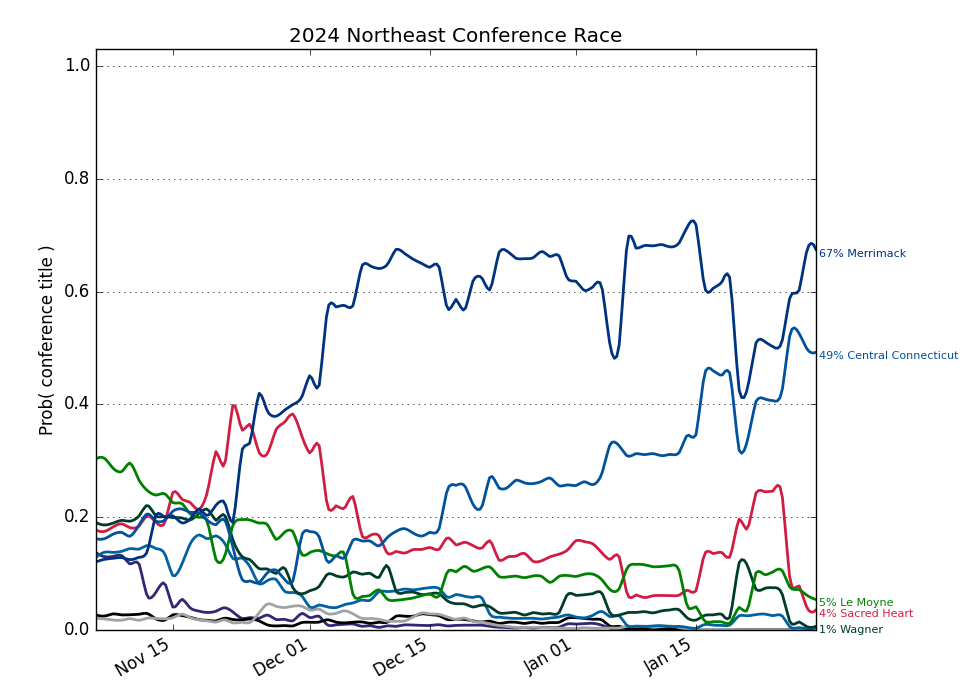 2024 Northeast Conference Race
1.0
0.8
0.6
0.4
0.2
0.0
Prob( conference title )
67% Merrimack
49% Central Connecticut
5% Le Moyne
4% Sacred Heart
1% Wagner
Nov 15
Dec 01
Dec 15
Jan 01
Jan 15